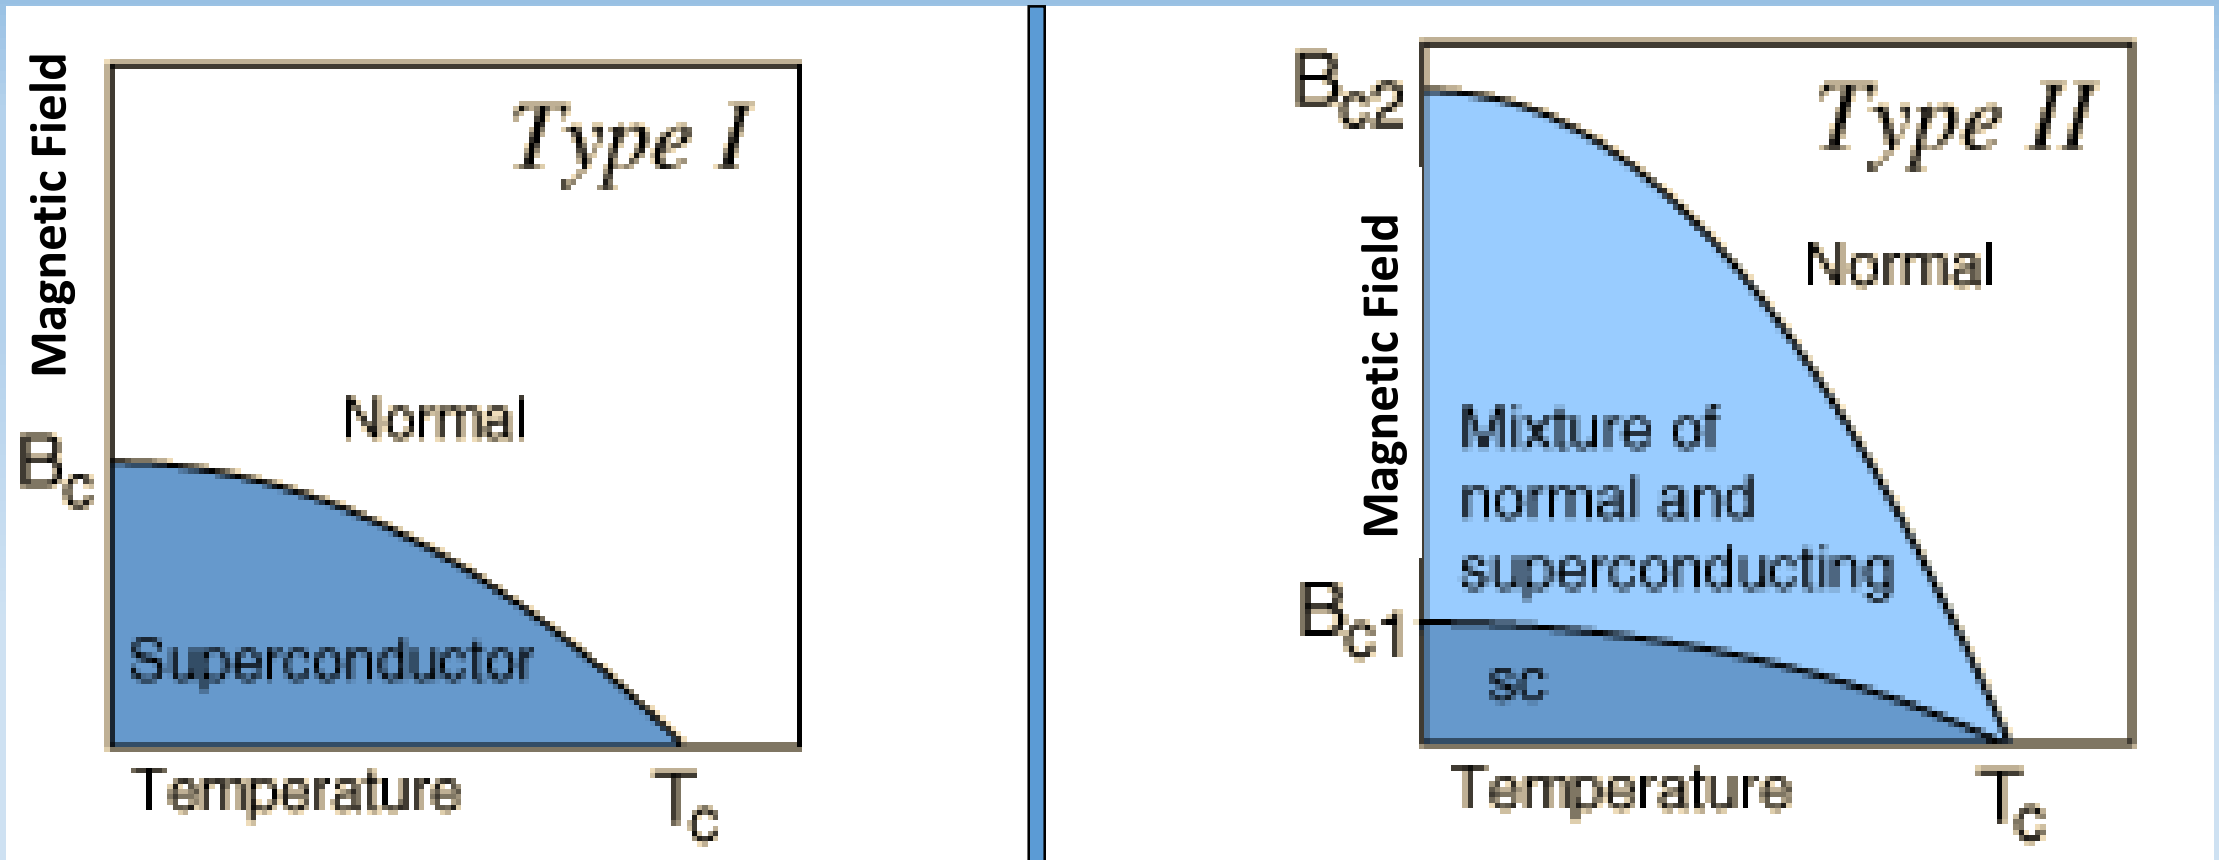 Magnetic Field
Type I
Normal
Bc
Superconductor
Temperature
Tc
Bc2
Type II
Magnetic Field
Normal
Mixture of
normal and
superconducting
Bc1
sc
Temperature
Tc